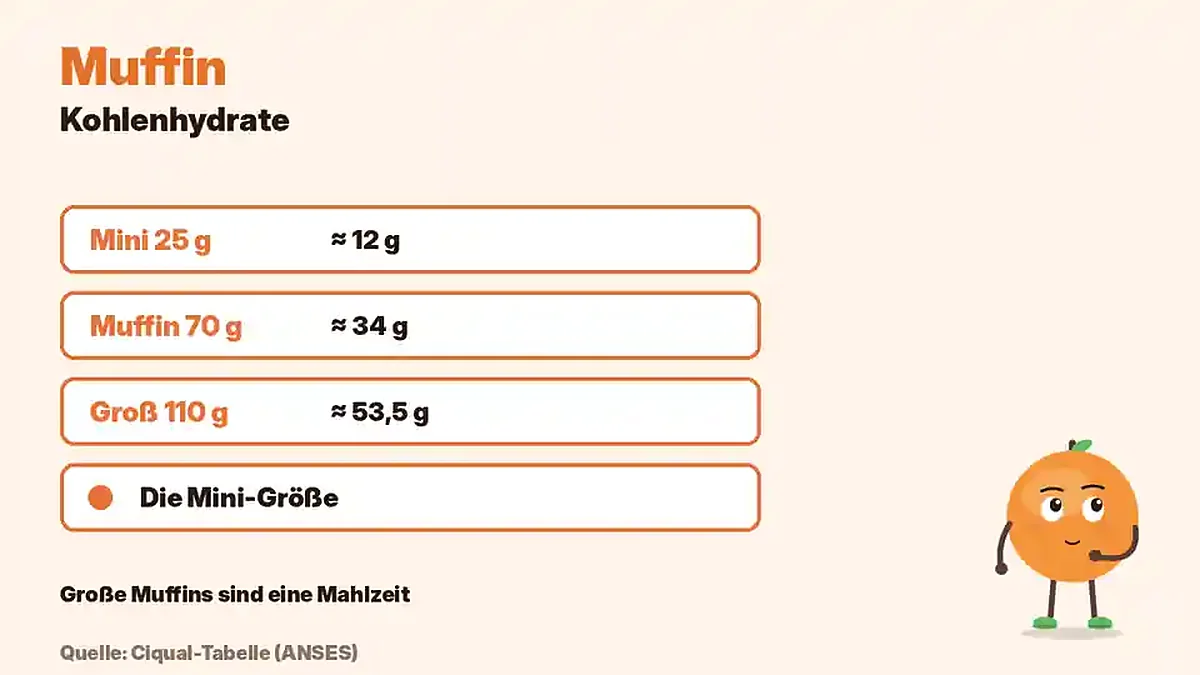 Muffin
Kohlenhydrate
Mini 25 g ≈ 12 g
Muffin 70 g ≈ 34 g
Groß 110 g ≈ 53,5 g
Die Mini-Größe
Große Muffins sind eine Mahlzeit
Quelle: Ciqual-Tabelle (ANSES)